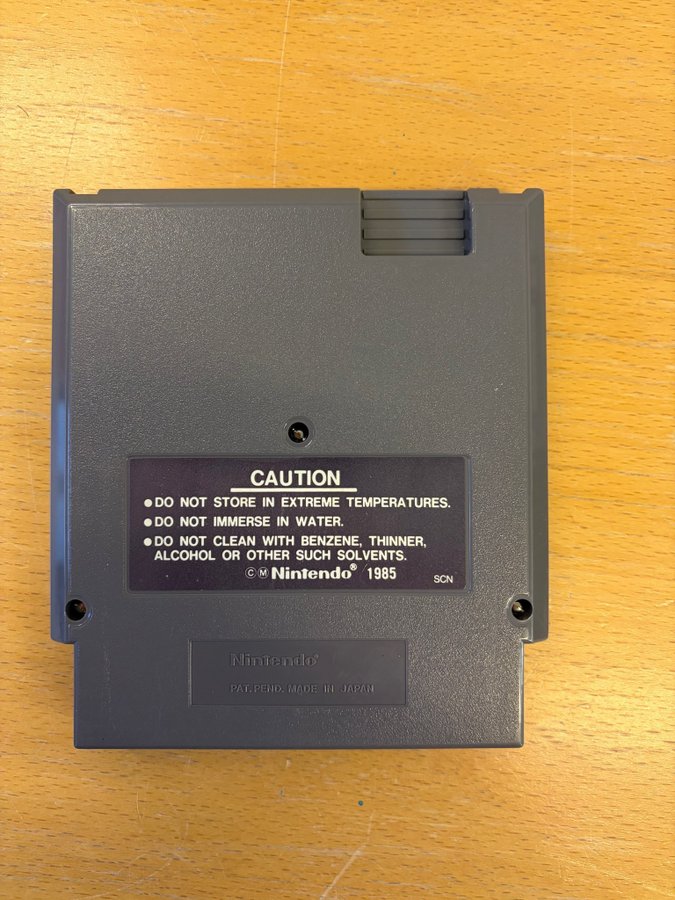 CAUTION
●DO NOT STORE IN EXTREME TEMPERATURES.
●DO NOT IMMERSE IN WATER.
●DO NOT CLEAN WITH BENZENE, THINNER,
ALCOHOL OR OTHER SUCH SOLVENTS.
ⒸⓂNintendo® 1985
SCN
Nintendo®
PAT.PEND. MADE IN JAPAN